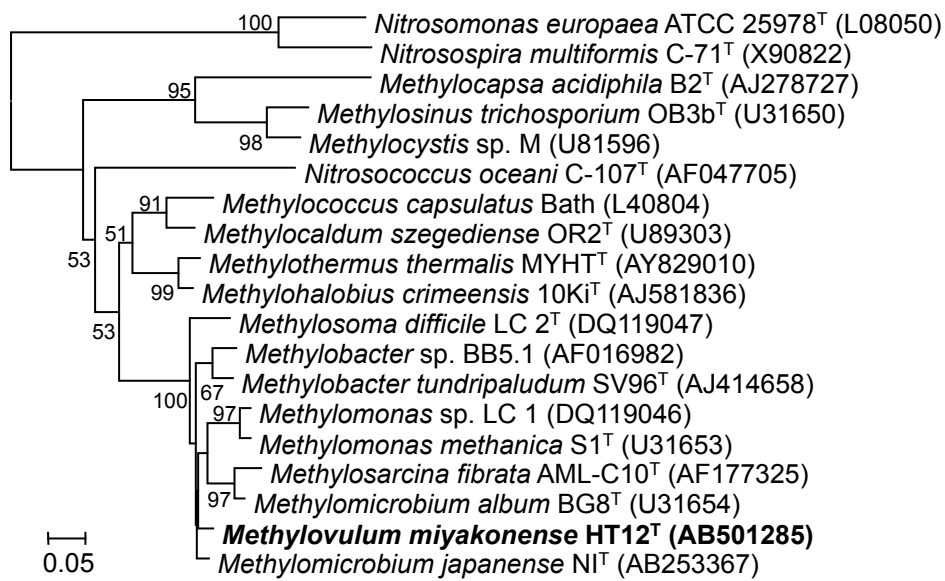 100 Nitrosomonas europaea ATCC 25978ᵀ (L08050)
Nitrosospira multiformis C-71ᵀ (X90822)
Methylocapsa acidiphila B2ᵀ (AJ278727)
95
Methylosinus trichosporium OB3bᵀ (U31650)
98 Methylocystis sp. M (U81596)
Nitrosococcus oceani C-107ᵀ (AF047705)
91 Methylococcus capsulatus Bath (L40804)
51 Methylocaldum szegediense OR2ᵀ (U89303)
53 Methylothermus thermalis MYHTᵀ (AY829010)
99 Methylohalobius crimeensis 10Kiᵀ (AJ581836)
53 Methylosoma difficile LC 2ᵀ (DQ119047)
Methylobacter sp. BB5.1 (AF016982)
67 Methylobacter tundripaludum SV96ᵀ (AJ414658)
100 97 Methylomonas sp. LC 1 (DQ119046)
Methylomonas methanica S1ᵀ (U31653)
Methylosarcina fibrata AML-C10ᵀ (AF177325)
97 Methylomicrobium album BG8ᵀ (U31654)
Methylovulum miyakonense HT12ᵀ (AB501285)
0.05 Methylomicrobium japanense NIᵀ (AB253367)